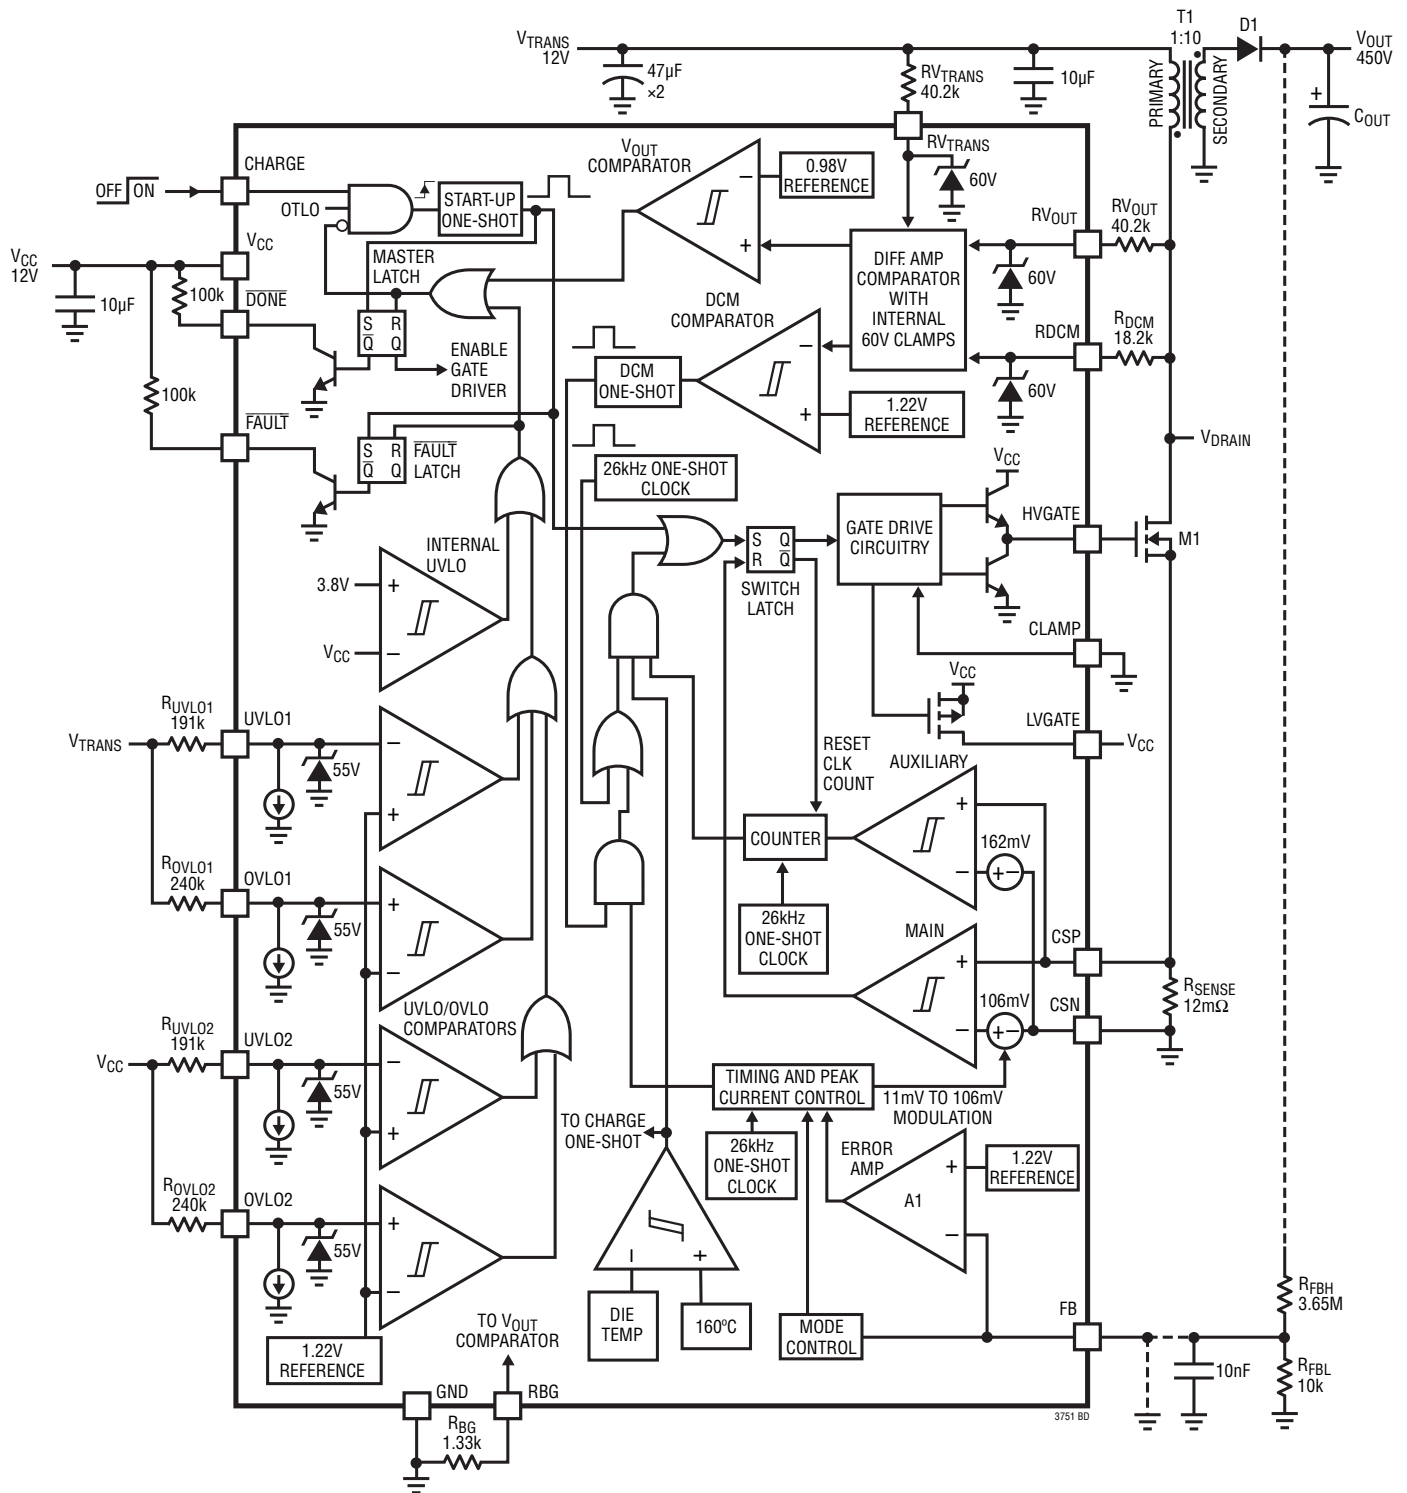 T1
1:10
D1
VTRANS
12V
VOUT
450V
47µF
×2
RVTRANS
40.2k
10µF
PRIMARY
SECONDARY
+
COUT
RVTRANS
CHARGE
VOUT
COMPARATOR
−
0.98V
REFERENCE
60V
OFF
ON
OTLO
START-UP
ONE-SHOT
+
RVOUT
RVOUT
40.2k
VCC
VCC
12V
MASTER
LATCH
DIFF. AMP
COMPARATOR
WITH
INTERNAL
60V CLAMPS
60V
10µF
100k
DONE
DCM
COMPARATOR
RDCM
RDCM
18.2k
S R
Q Q
ENABLE
GATE
DRIVER
DCM
ONE-SHOT
−
+
1.22V
REFERENCE
60V
100k
FAULT
VDRAIN
S R
Q Q
FAULT
LATCH
26kHz ONE-SHOT
CLOCK
VCC
HVGATE
M1
GATE DRIVE
CIRCUITRY
S Q
R Q
SWITCH
LATCH
INTERNAL
UVLO
3.8V
+
VCC
−
CLAMP
VCC
LVGATE
VCC
RUVLO1
191k
UVLO1
VTRANS
−
55V
+
RESET
CLK
COUNT
AUXILIARY
+
COUNTER
162mV
−
+−
ROVLO1
240k
OVLO1
+
55V
−
26kHz
ONE-SHOT
CLOCK
MAIN
+
CSP
RSENSE
12mΩ
106mV
CSN
−
+−
UVLO/OVLO
COMPARATORS
RUVLO2
191k
UVLO2
VCC
−
55V
+
TIMING AND PEAK
CURRENT CONTROL
11mV TO 106mV
MODULATION
TO CHARGE
ONE-SHOT
26kHz
ONE-SHOT
CLOCK
ERROR
AMP
A1
+
−
1.22V
REFERENCE
ROVLO2
240k
OVLO2
+
55V
−
− +
DIE
TEMP
160ºC
MODE
CONTROL
FB
RFBH
3.65M
10nF
RFBL
10k
TO VOUT
COMPARATOR
1.22V
REFERENCE
GND
RBG
RBG
1.33k
3751 BD